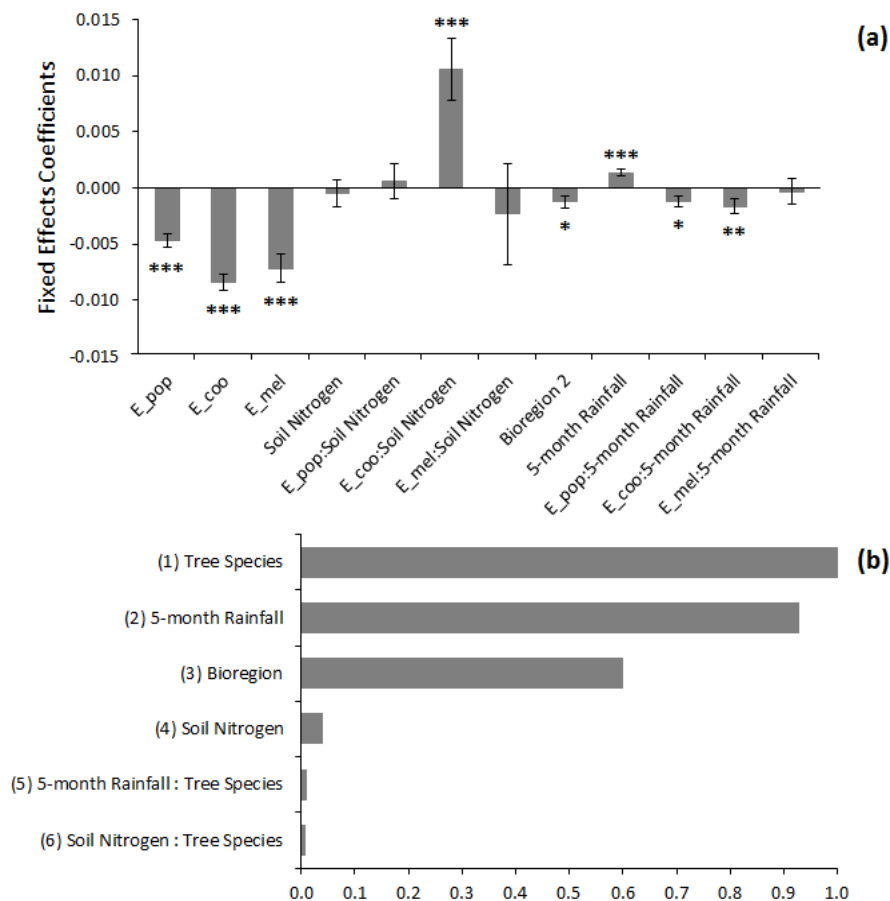 (a)
Fixed Effects Coefficients
0.015
0.010
0.005
0.000
-0.005
-0.010
-0.015
***
***
***
***
*
***
*
**
E_pop
E_coo
E_mel
Soil Nitrogen
E_pop:Soil Nitrogen
E_coo:Soil Nitrogen
E_mel:Soil Nitrogen
Bioregion 2
5-month Rainfall
E_pop:5-month Rainfall
E_coo:5-month Rainfall
E_mel:5-month Rainfall
(b)
(1) Tree Species
(2) 5-month Rainfall
(3) Bioregion
(4) Soil Nitrogen
(5) 5-month Rainfall : Tree Species
(6) Soil Nitrogen : Tree Species
0.0 0.1 0.2 0.3 0.4 0.5 0.6 0.7 0.8 0.9 1.0